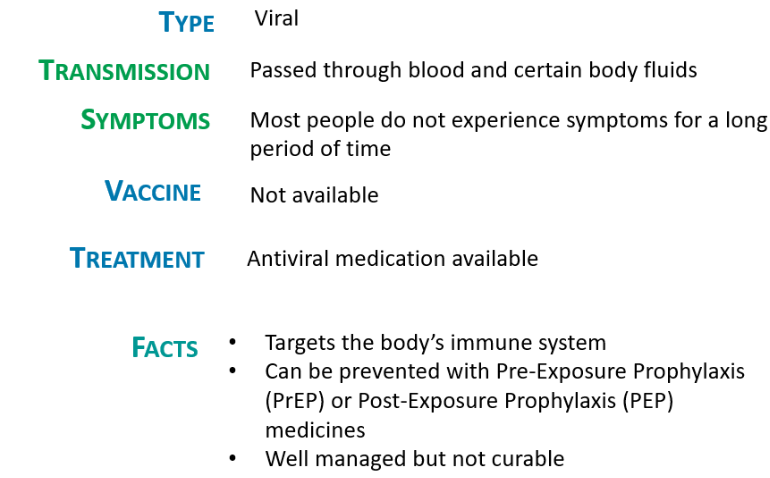 TYPE Viral
TRANSMISSION Passed through blood and certain body fluids
SYMPTOMS Most people do not experience symptoms for a long
period of time
VACCINE Not available
TREATMENT Antiviral medication available
FACTS • Targets the body’s immune system
• Can be prevented with Pre-Exposure Prophylaxis
(PrEP) or Post-Exposure Prophylaxis (PEP)
medicines
• Well managed but not curable